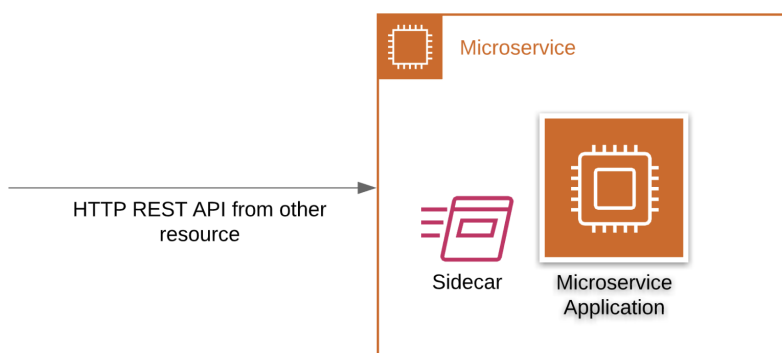 Microservice
HTTP REST API from other
resource
Sidecar
Microservice
Application